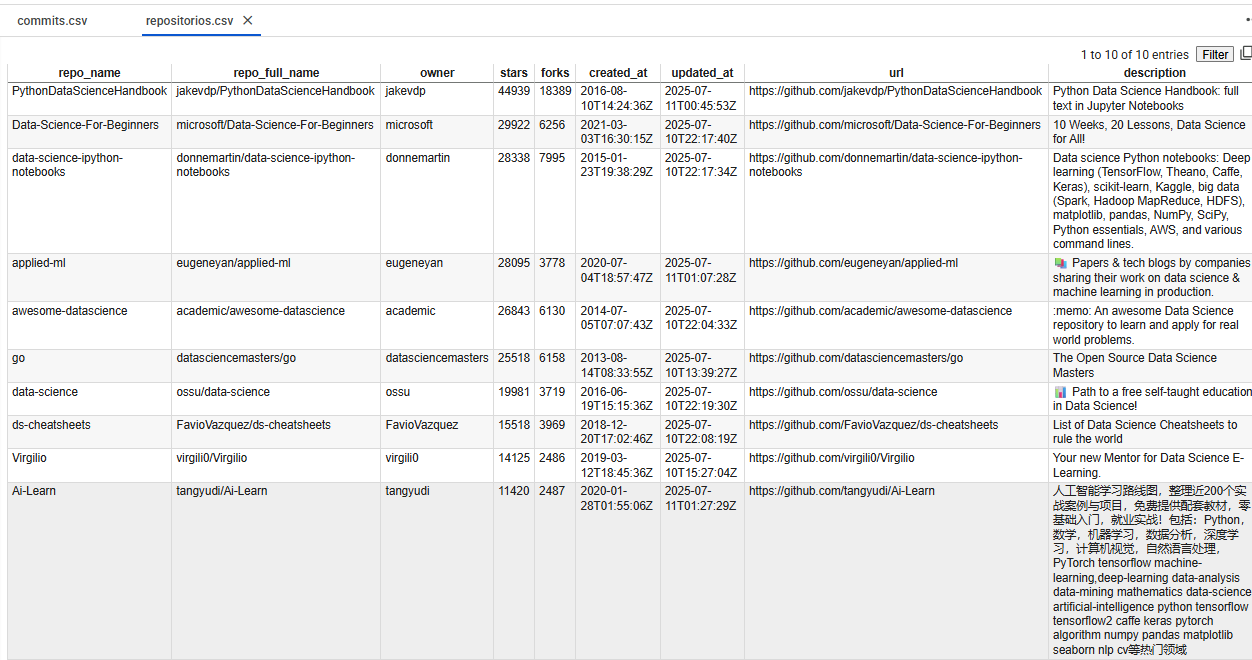 commits.csv
repositorios.csv
1 to 10 of 10 entries Filter
repo_name repo_full_name owner stars forks created_at updated_at url description
PythonDataScienceHandbook jakevdp/PythonDataScienceHandbook jakevdp 44939 18389 2016-08- 2025-07- https://github.com/jakevdp/PythonDataScienceHandbook Python Data Science Handbook: full
10T14:24:36Z 11T00:45:53Z text in Jupyter Notebooks
Data-Science-For-Beginners microsoft/Data-Science-For-Beginners microsoft 29922 6256 2021-03- 2025-07- https://github.com/microsoft/Data-Science-For-Beginners 10 Weeks, 20 Lessons, Data Science
03T16:30:15Z 10T22:17:40Z for All!
data-science-ipython- donnemartin/data-science-ipython- donnemartin 28338 7995 2015-01- 2025-07- https://github.com/donnemartin/data-science-ipython- Data science Python notebooks: Deep
notebooks notebooks 23T19:38:29Z 10T22:17:34Z notebooks learning (TensorFlow, Theano, Caffe,
Keras), scikit-learn, Kaggle, big data
(Spark, Hadoop MapReduce, HDFS),
matplotlib, pandas, NumPy, SciPy,
Python essentials, AWS, and various
command lines.
applied-ml eugeneyan/applied-ml eugeneyan 28095 3778 2020-07- 2025-07- https://github.com/eugeneyan/applied-ml 📚 Papers & tech blogs by companies
04T18:57:47Z 11T01:07:28Z sharing their work on data science &
machine learning in production.
awesome-datascience academic/awesome-datascience academic 26843 6130 2014-07- 2025-07- https://github.com/academic/awesome-datascience :memo: An awesome Data Science
05T07:07:43Z 10T22:04:33Z repository to learn and apply for real
world problems.
go datasciencemasters/go datasciencemasters 25518 6158 2013-08- 2025-07- https://github.com/datasciencemasters/go The Open Source Data Science
14T08:33:55Z 10T13:39:27Z Masters
data-science ossu/data-science ossu 19981 3719 2016-06- 2025-07- https://github.com/ossu/data-science 📊 Path to a free self-taught education
19T15:15:36Z 10T22:19:30Z in Data Science!
ds-cheatsheets FavioVazquez/ds-cheatsheets FavioVazquez 15518 3969 2018-12- 2025-07- https://github.com/FavioVazquez/ds-cheatsheets List of Data Science Cheatsheets to
20T17:02:46Z 10T22:08:19Z rule the world
Virgilio virgili0/Virgilio virgili0 14125 2486 2019-03- 2025-07- https://github.com/virgili0/Virgilio Your new Mentor for Data Science E-
12T18:45:36Z 10T15:27:04Z Learning.
Ai-Learn tangyudi/Ai-Learn tangyudi 11420 2487 2020-01- 2025-07- https://github.com/tangyudi/Ai-Learn 人工智能学习路线图，整理近200个实
28T01:55:06Z 11T01:27:29Z 战案例与项目，免费提供配套教材，零
基础入门，就业实战！包括：Python，
数学，机器学习，数据分析，深度学
习，计算机视觉，自然语言处理，
PyTorch tensorflow machine-
learning,deep-learning data-analysis
data-mining mathematics data-science
artificial-intelligence python tensorflow
tensorflow2 caffe keras pytorch
algorithm numpy pandas matplotlib
seaborn nlp cv等热门领域